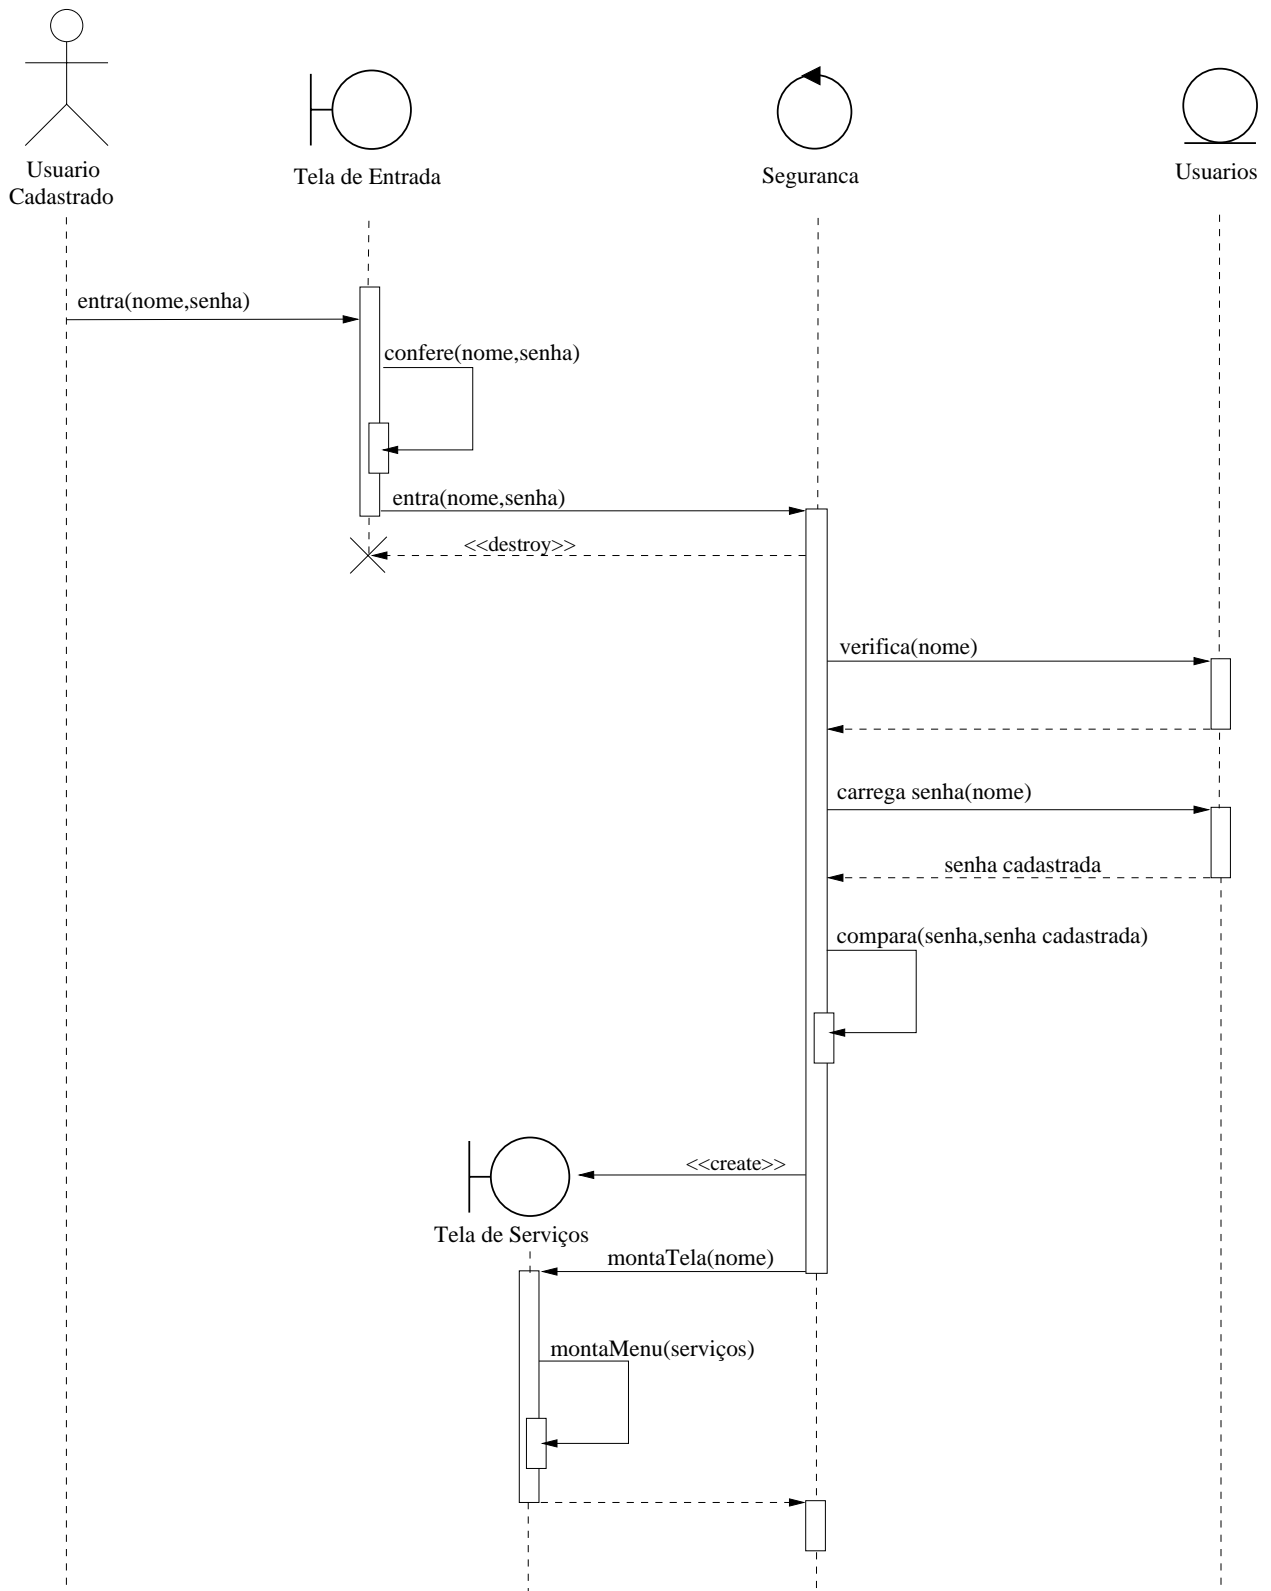 Usuario
Cadastrado
Tela de Entrada
Seguranca
Usuarios
entra(nome,senha)
confere(nome,senha)
entra(nome,senha)
<<destroy>>
verifica(nome)
carrega senha(nome)
senha cadastrada
compara(senha,senha cadastrada)
<<create>>
Tela de Serviços
montaTela(nome)
montaMenu(serviços)